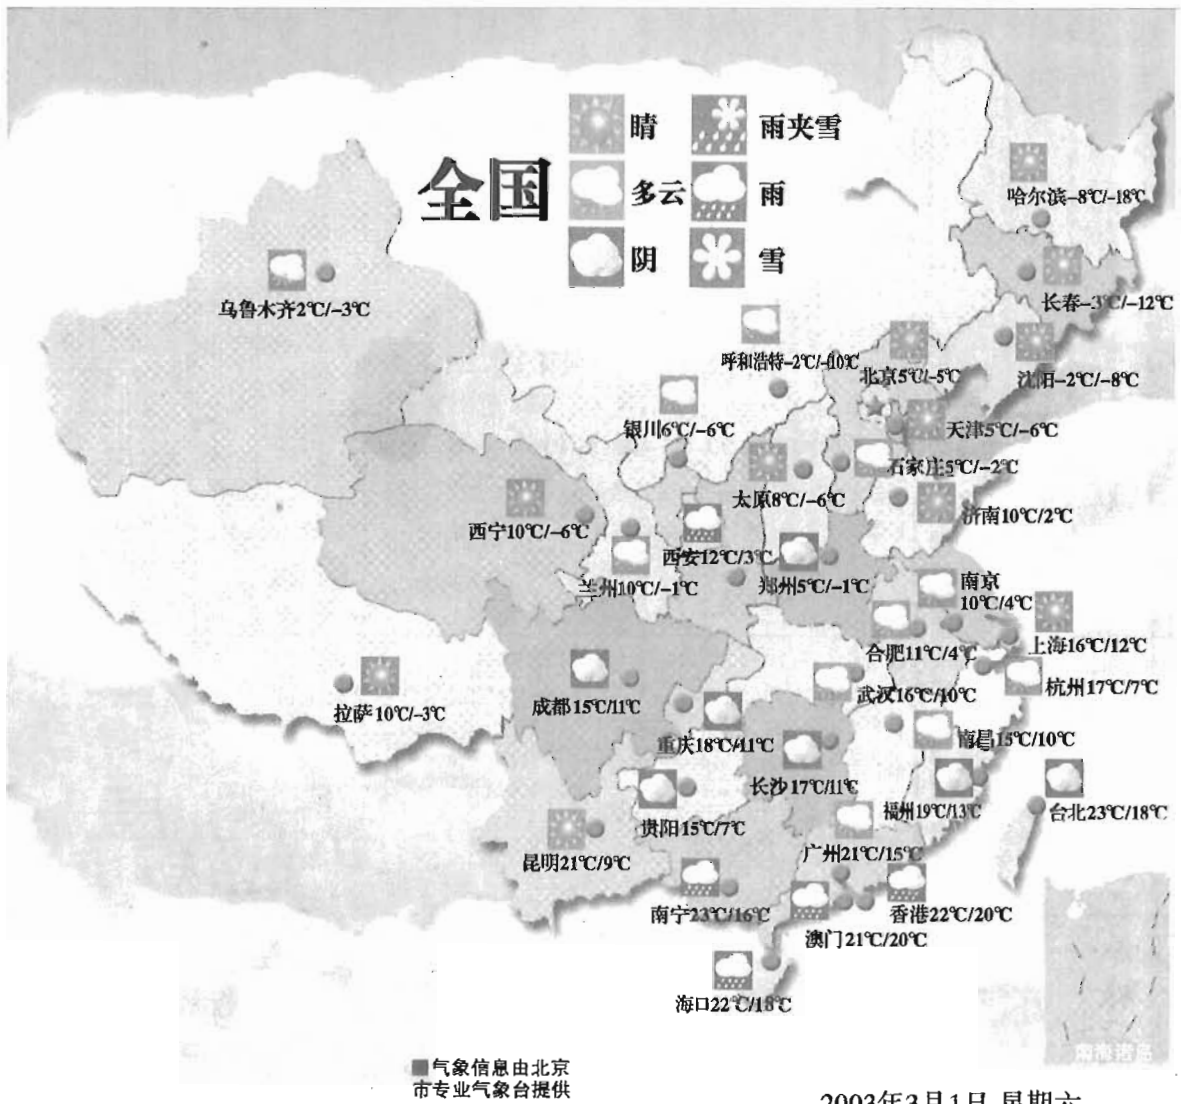 全国
晴
雨夹雪
多云
雨
阴
雪
哈尔滨-8℃/-18℃
乌鲁木齐2℃/-3℃
长春-3℃/-12℃
呼和浩特-2℃/-10℃
北京5℃/-5℃
沈阳-2℃/-8℃
银川6℃/-6℃
天津5℃/-6℃
石家庄5℃/-2℃
太原8℃/-6℃
济南10℃/2℃
西宁10℃/-6℃
西安12℃/3℃
兰州10℃/-1℃
郑州5℃/-1℃
南京
10℃/4℃
上海16℃/12℃
合肥11℃/4℃
杭州17℃/7℃
武汉16℃/10℃
拉萨10℃/-3℃
成都15℃/11℃
重庆18℃/11℃
南昌15℃/10℃
长沙17℃/11℃
福州19℃/13℃
台北23℃/18℃
贵阳15℃/7℃
广州21℃/15℃
昆明21℃/9℃
南宁23℃/16℃
香港22℃/20℃
澳门21℃/20℃
海口22℃/18℃
南海诸岛
气象信息由北京
市专业气象台提供
2003年3月1日 星期六